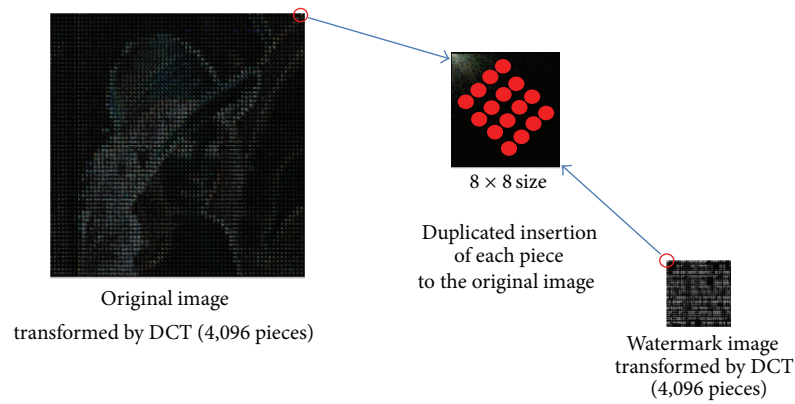 8 × 8 size
Duplicated insertion
of each piece
to the original image
Original image
transformed by DCT (4,096 pieces)
Watermark image
transformed by DCT
(4,096 pieces)